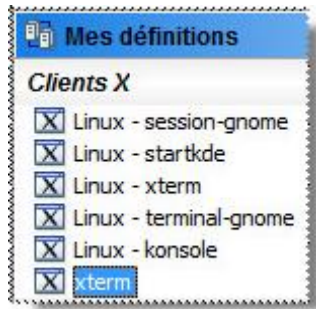 Mes définitions
Clients X
Linux - session-gnome
Linux - startkde
Linux - xterm
Linux - terminal-gnome
Linux - konsole
xterm